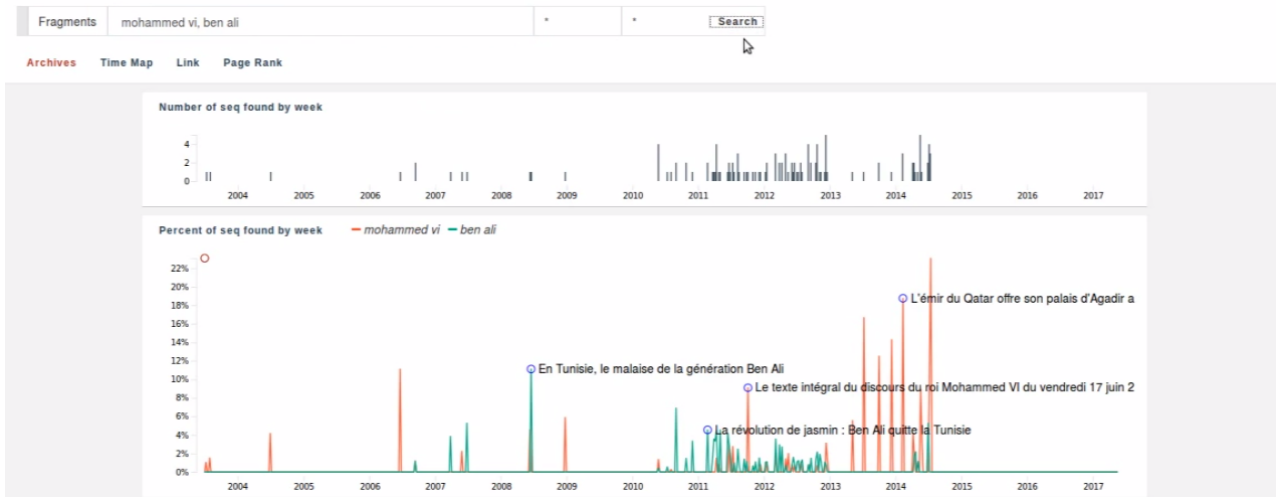 Fragments mohammed vi, ben ali * * Search
Archives Time Map Link Page Rank
Number of seq found by week
4
2
0
2004 2005 2006 2007 2008 2009 2010 2011 2012 2013 2014 2015 2016 2017
Percent of seq found by week mohammed vi ben ali
22%
20%
18%
L'émir du Qatar offre son palais d'Agadir a
16%
14%
12%
En Tunisie, le malaise de la génération Ben Ali
10%
Le texte intégral du discours du roi Mohammed VI du vendredi 17 juin 2
8%
6%
La révolution de jasmin : Ben Ali quitte la Tunisie
4%
2%
0%
2004 2005 2006 2007 2008 2009 2010 2011 2012 2013 2014 2015 2016 2017